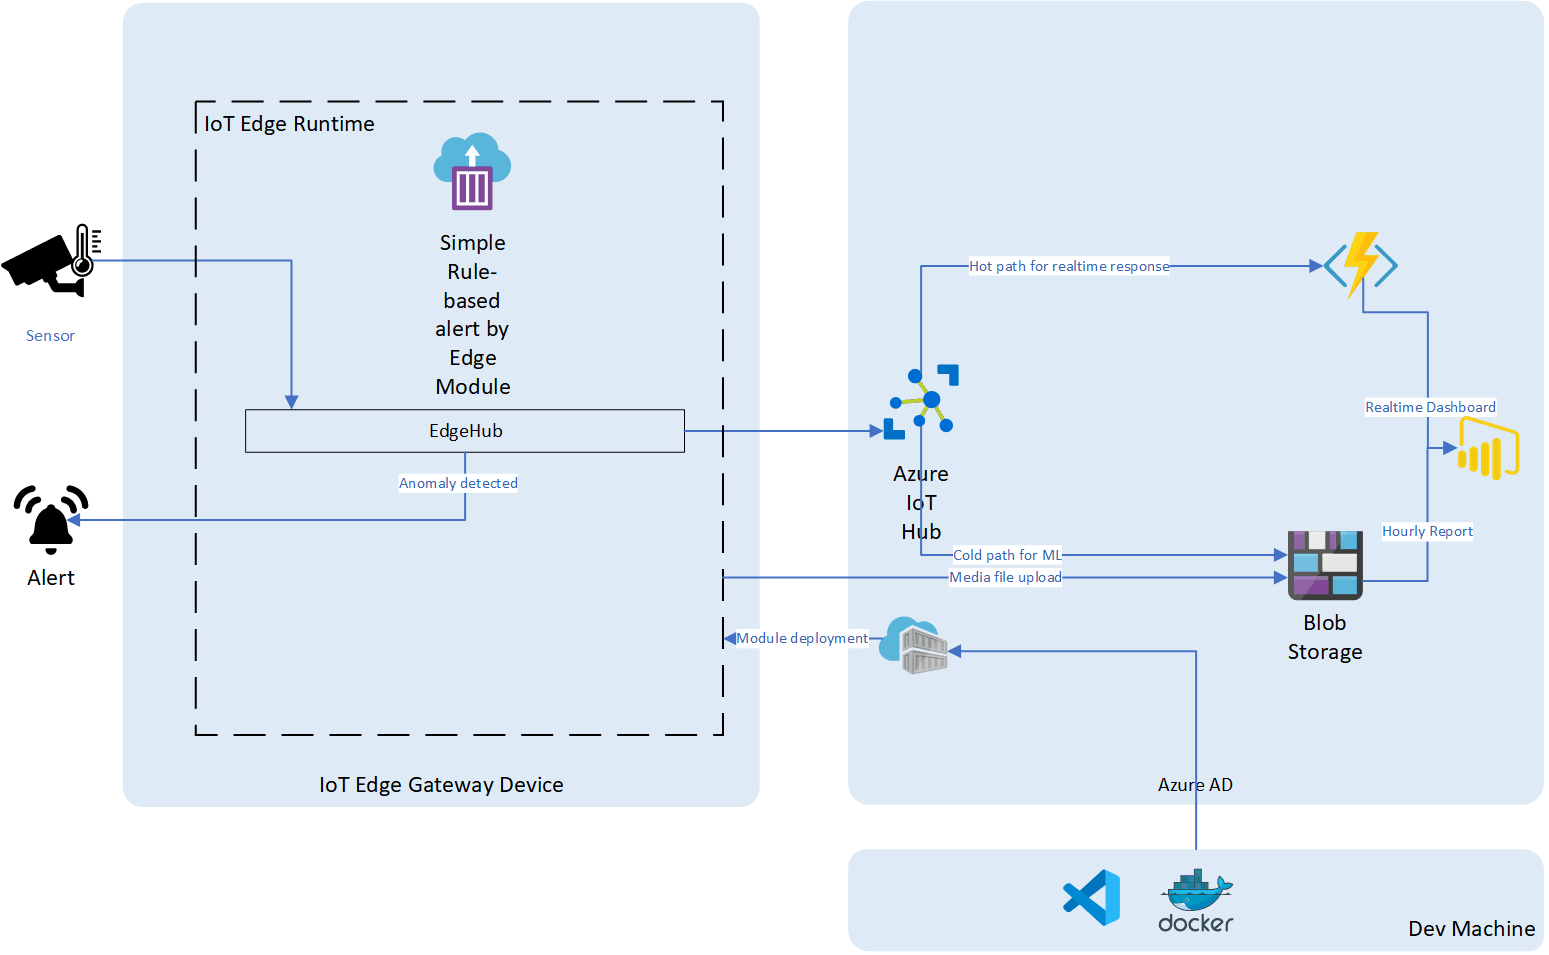 IoT Edge Runtime
Simple
Rule-
based
alert by
Edge
Module
Sensor
EdgeHub
Anomaly detected
Alert
IoT Edge Gateway Device
Hot path for realtime response
Azure
IoT
Hub
Realtime Dashboard
Hourly Report
Cold path for ML
Media file upload
Blob
Storage
Module deployment
Azure AD
docker
Dev Machine